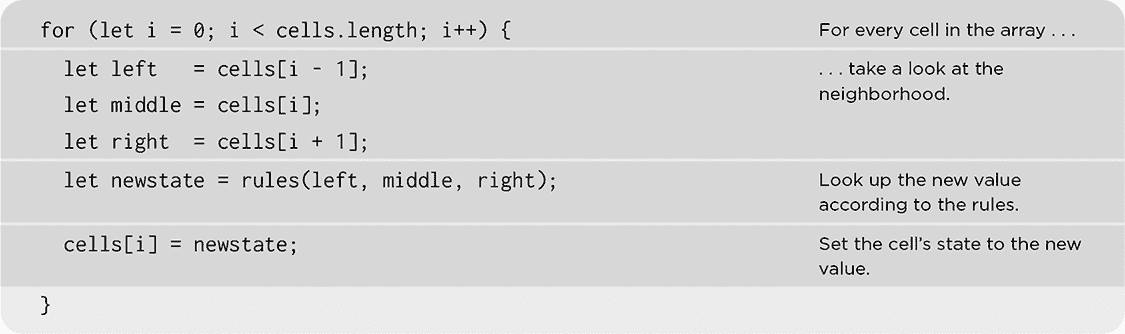 for (let i = 0; i < cells.length; i++) {
For every cell in the array . . .
let left   = cells[i - 1];
. . . take a look at the
neighborhood.
let middle = cells[i];
let right  = cells[i + 1];
let newstate = rules(left, middle, right);
Look up the new value
according to the rules.
cells[i] = newstate;
Set the cell’s state to the new
value.
}